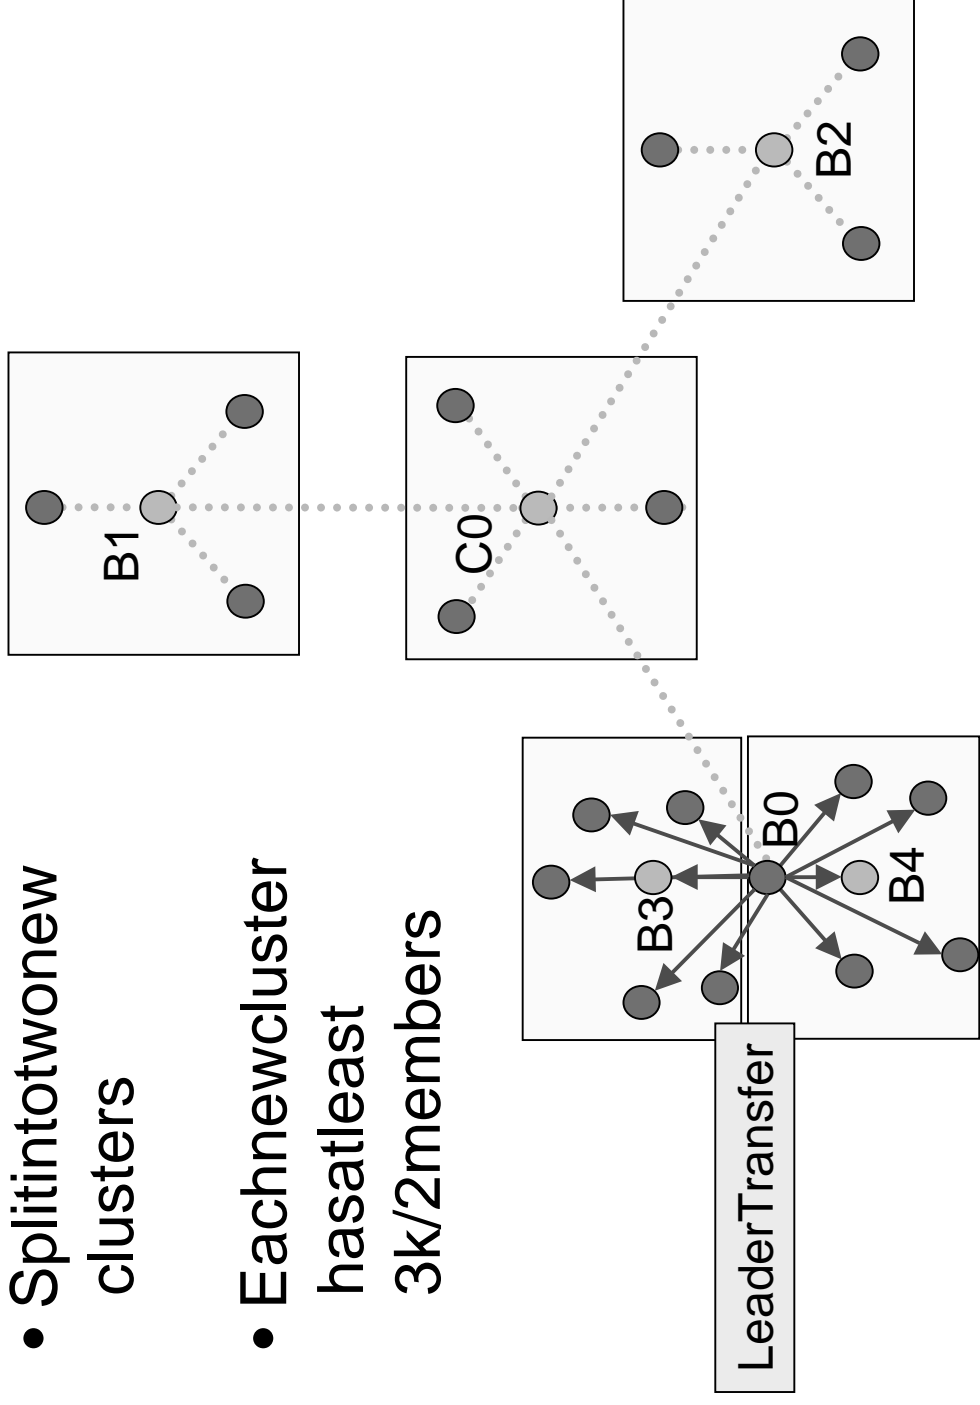 • Splitintotwonew
clusters
• Eachnewcluster
hasatleast
3k/2members
B1
C0
B2
B3
B0
B4
LeaderTransfer